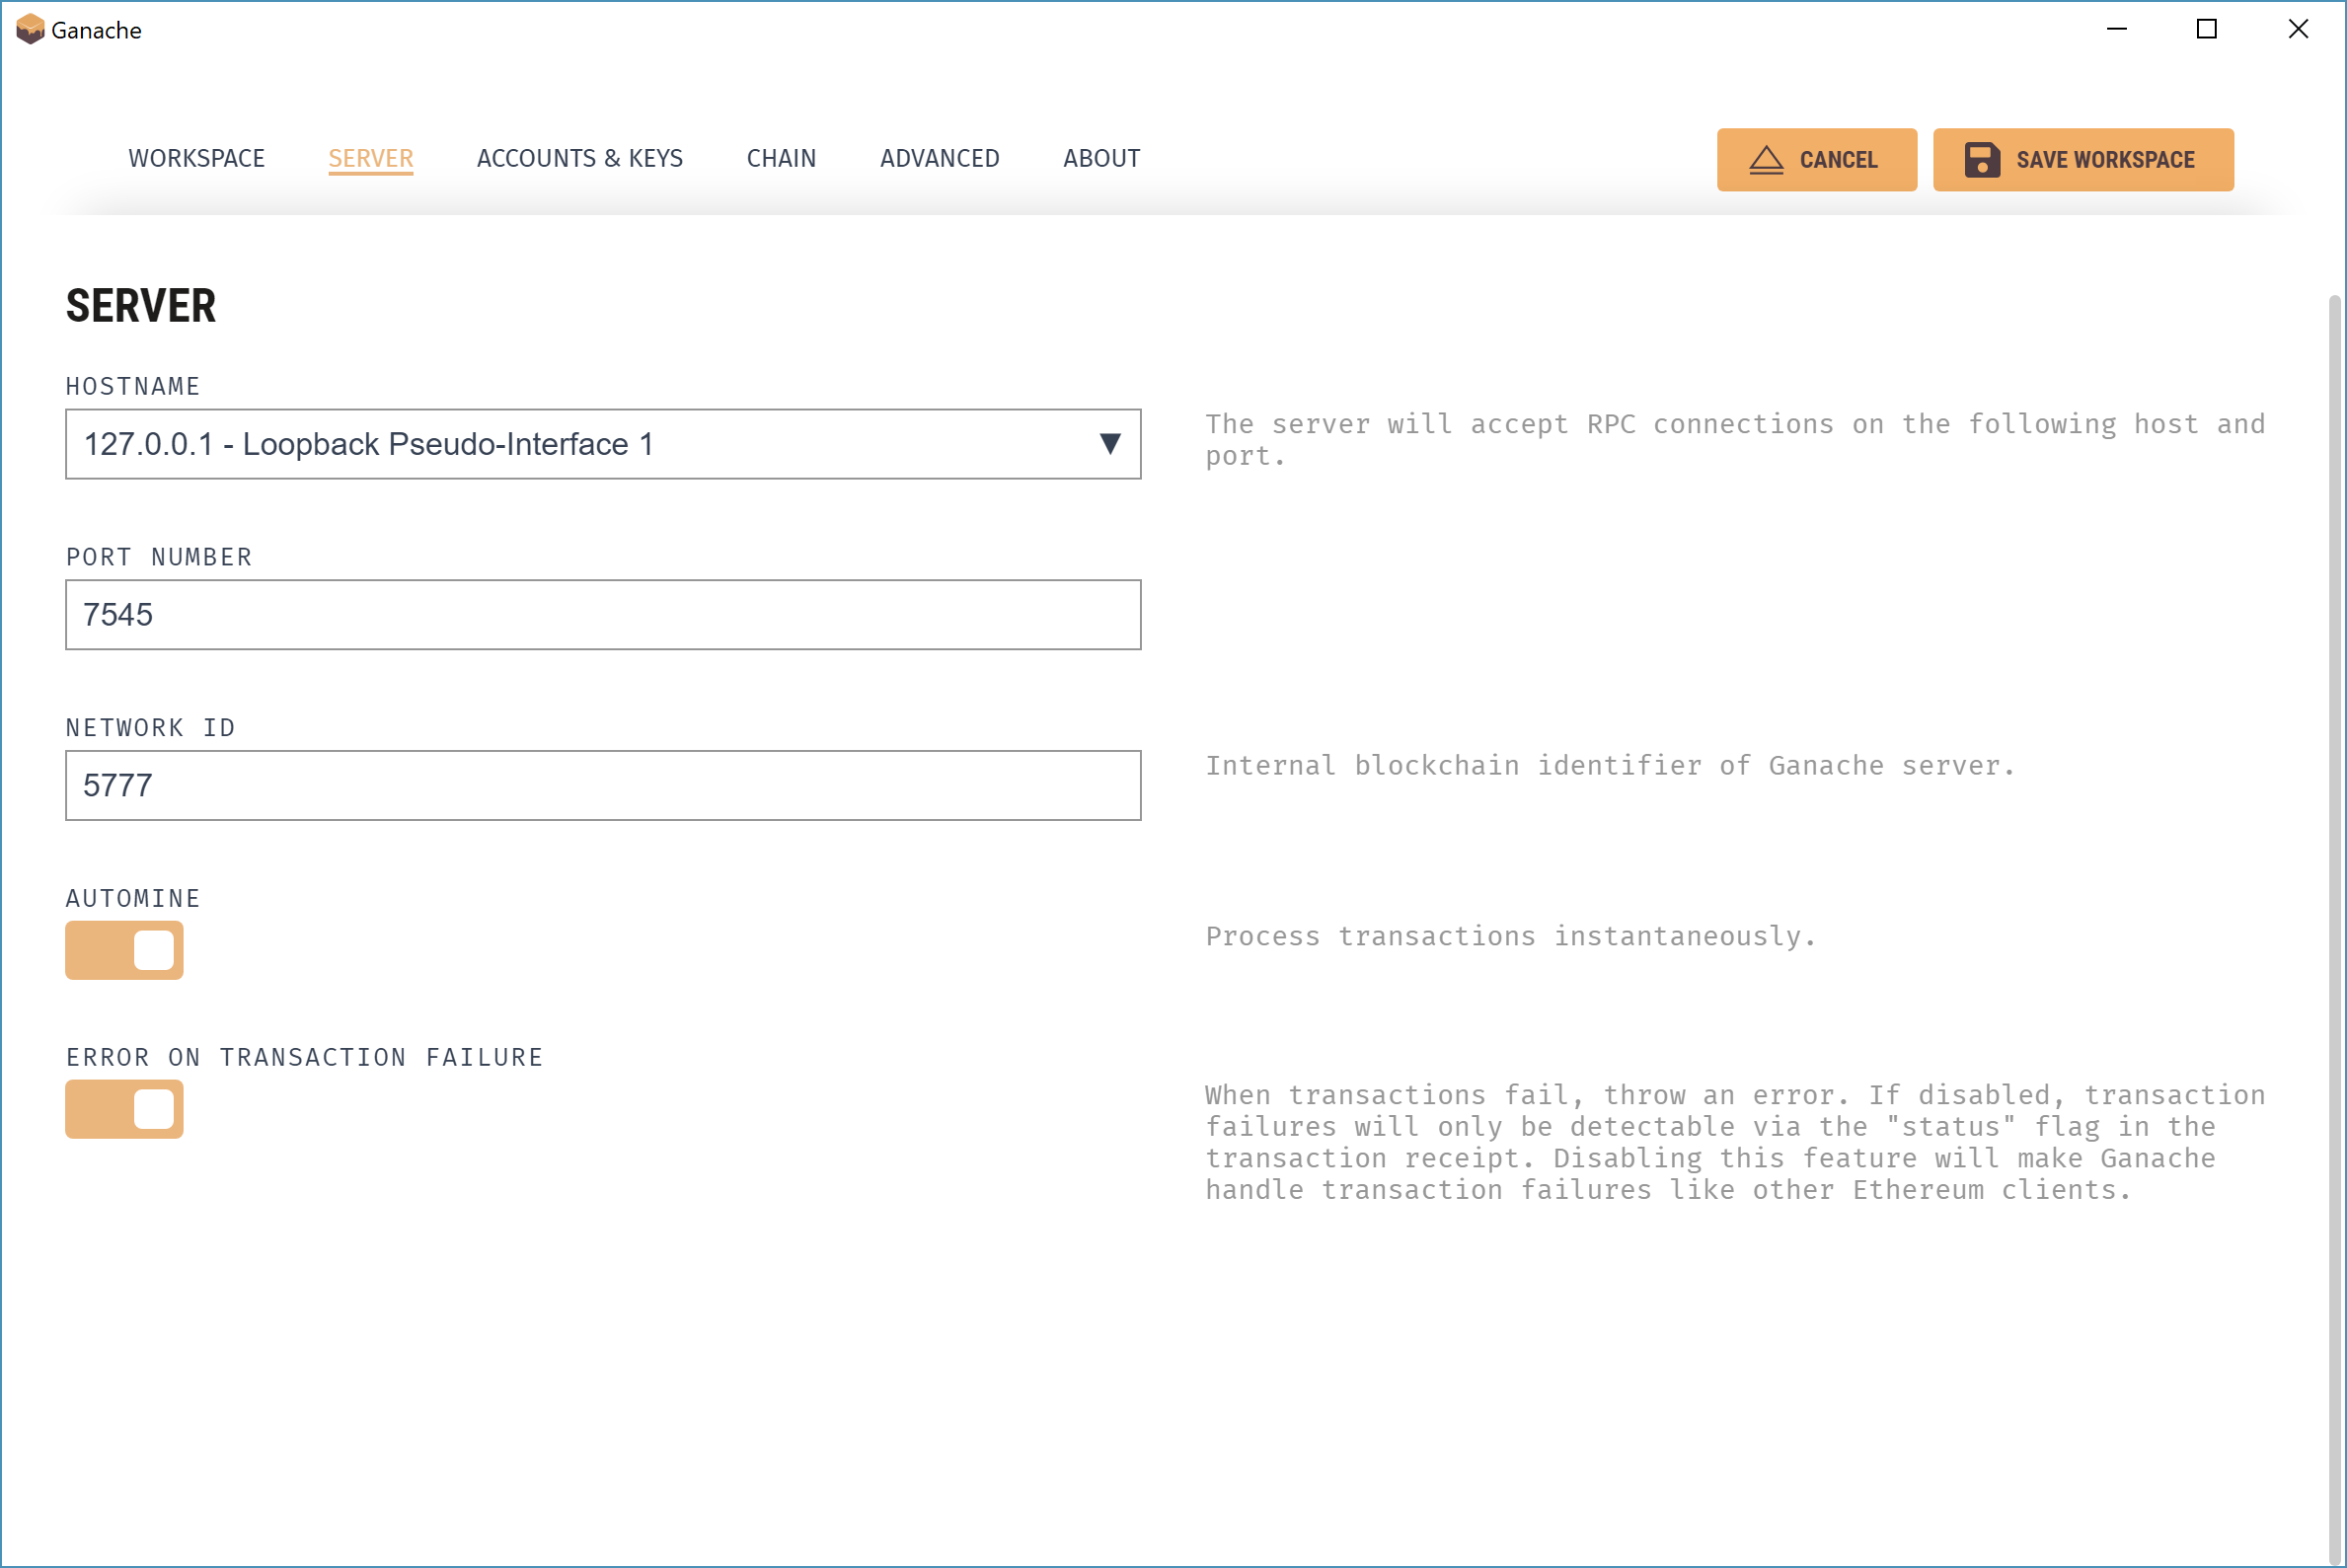 Ganache
WORKSPACE SERVER ACCOUNTS & KEYS CHAIN ADVANCED ABOUT CANCEL SAVE WORKSPACE
SERVER
HOSTNAME
127.0.0.1 - Loopback Pseudo-Interface 1
The server will accept RPC connections on the following host and
port.
PORT NUMBER
7545
NETWORK ID
5777
Internal blockchain identifier of Ganache server.
AUTOMINE
Process transactions instantaneously.
ERROR ON TRANSACTION FAILURE
When transactions fail, throw an error. If disabled, transaction
failures will only be detectable via the "status" flag in the
transaction receipt. Disabling this feature will make Ganache
handle transaction failures like other Ethereum clients.